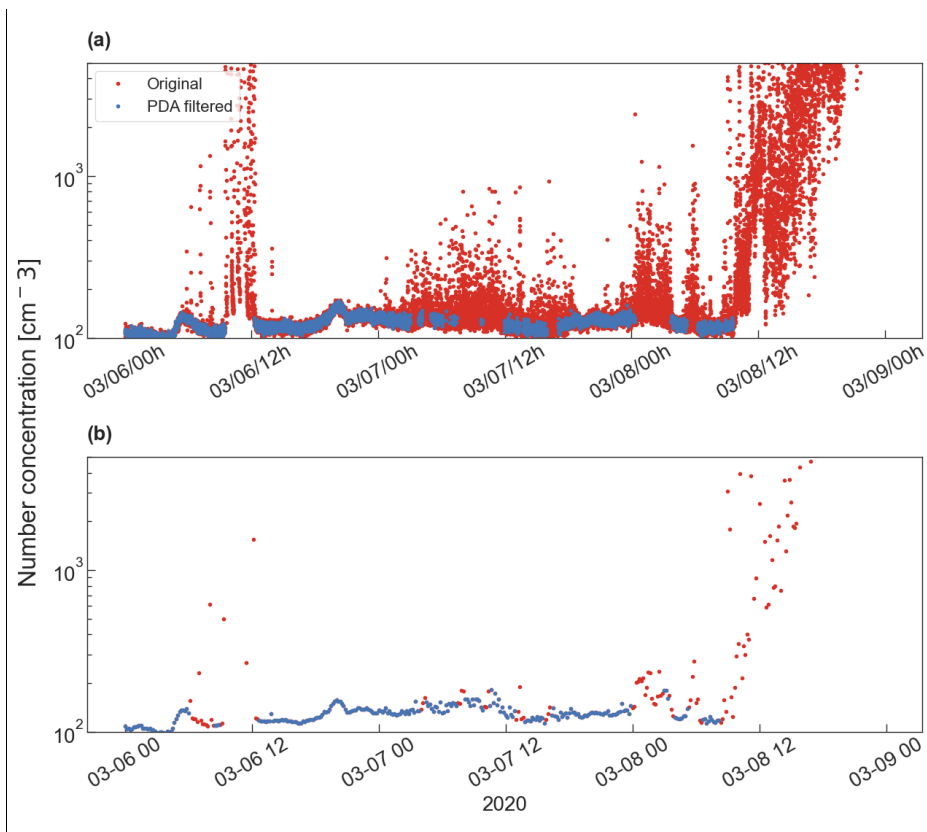 (a)
Original
PDA filtered
10³
10²
03/06/00h
03/06/12h
03/07/00h
03/07/12h
03/08/00h
03/08/12h
03/09/00h
Number concentration [cm − 3]
(b)
10³
10²
03-06 00
03-06 12
03-07 00
03-07 12
03-08 00
03-08 12
03-09 00
2020